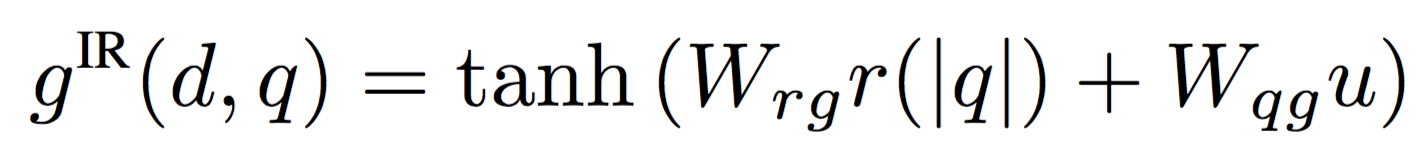 g^IR(d, q) = tanh (W_rg r(|q|) + W_qg u)